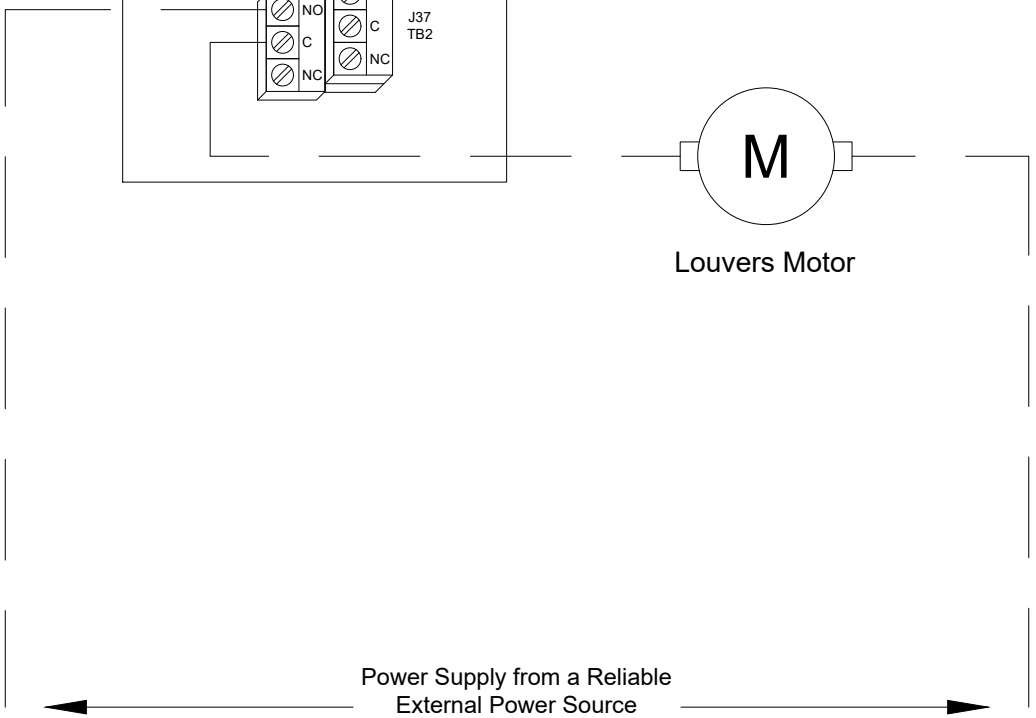 NO
C
NC
C
NC
J37
TB2
M
Louvers Motor
Power Supply from a Reliable
External Power Source